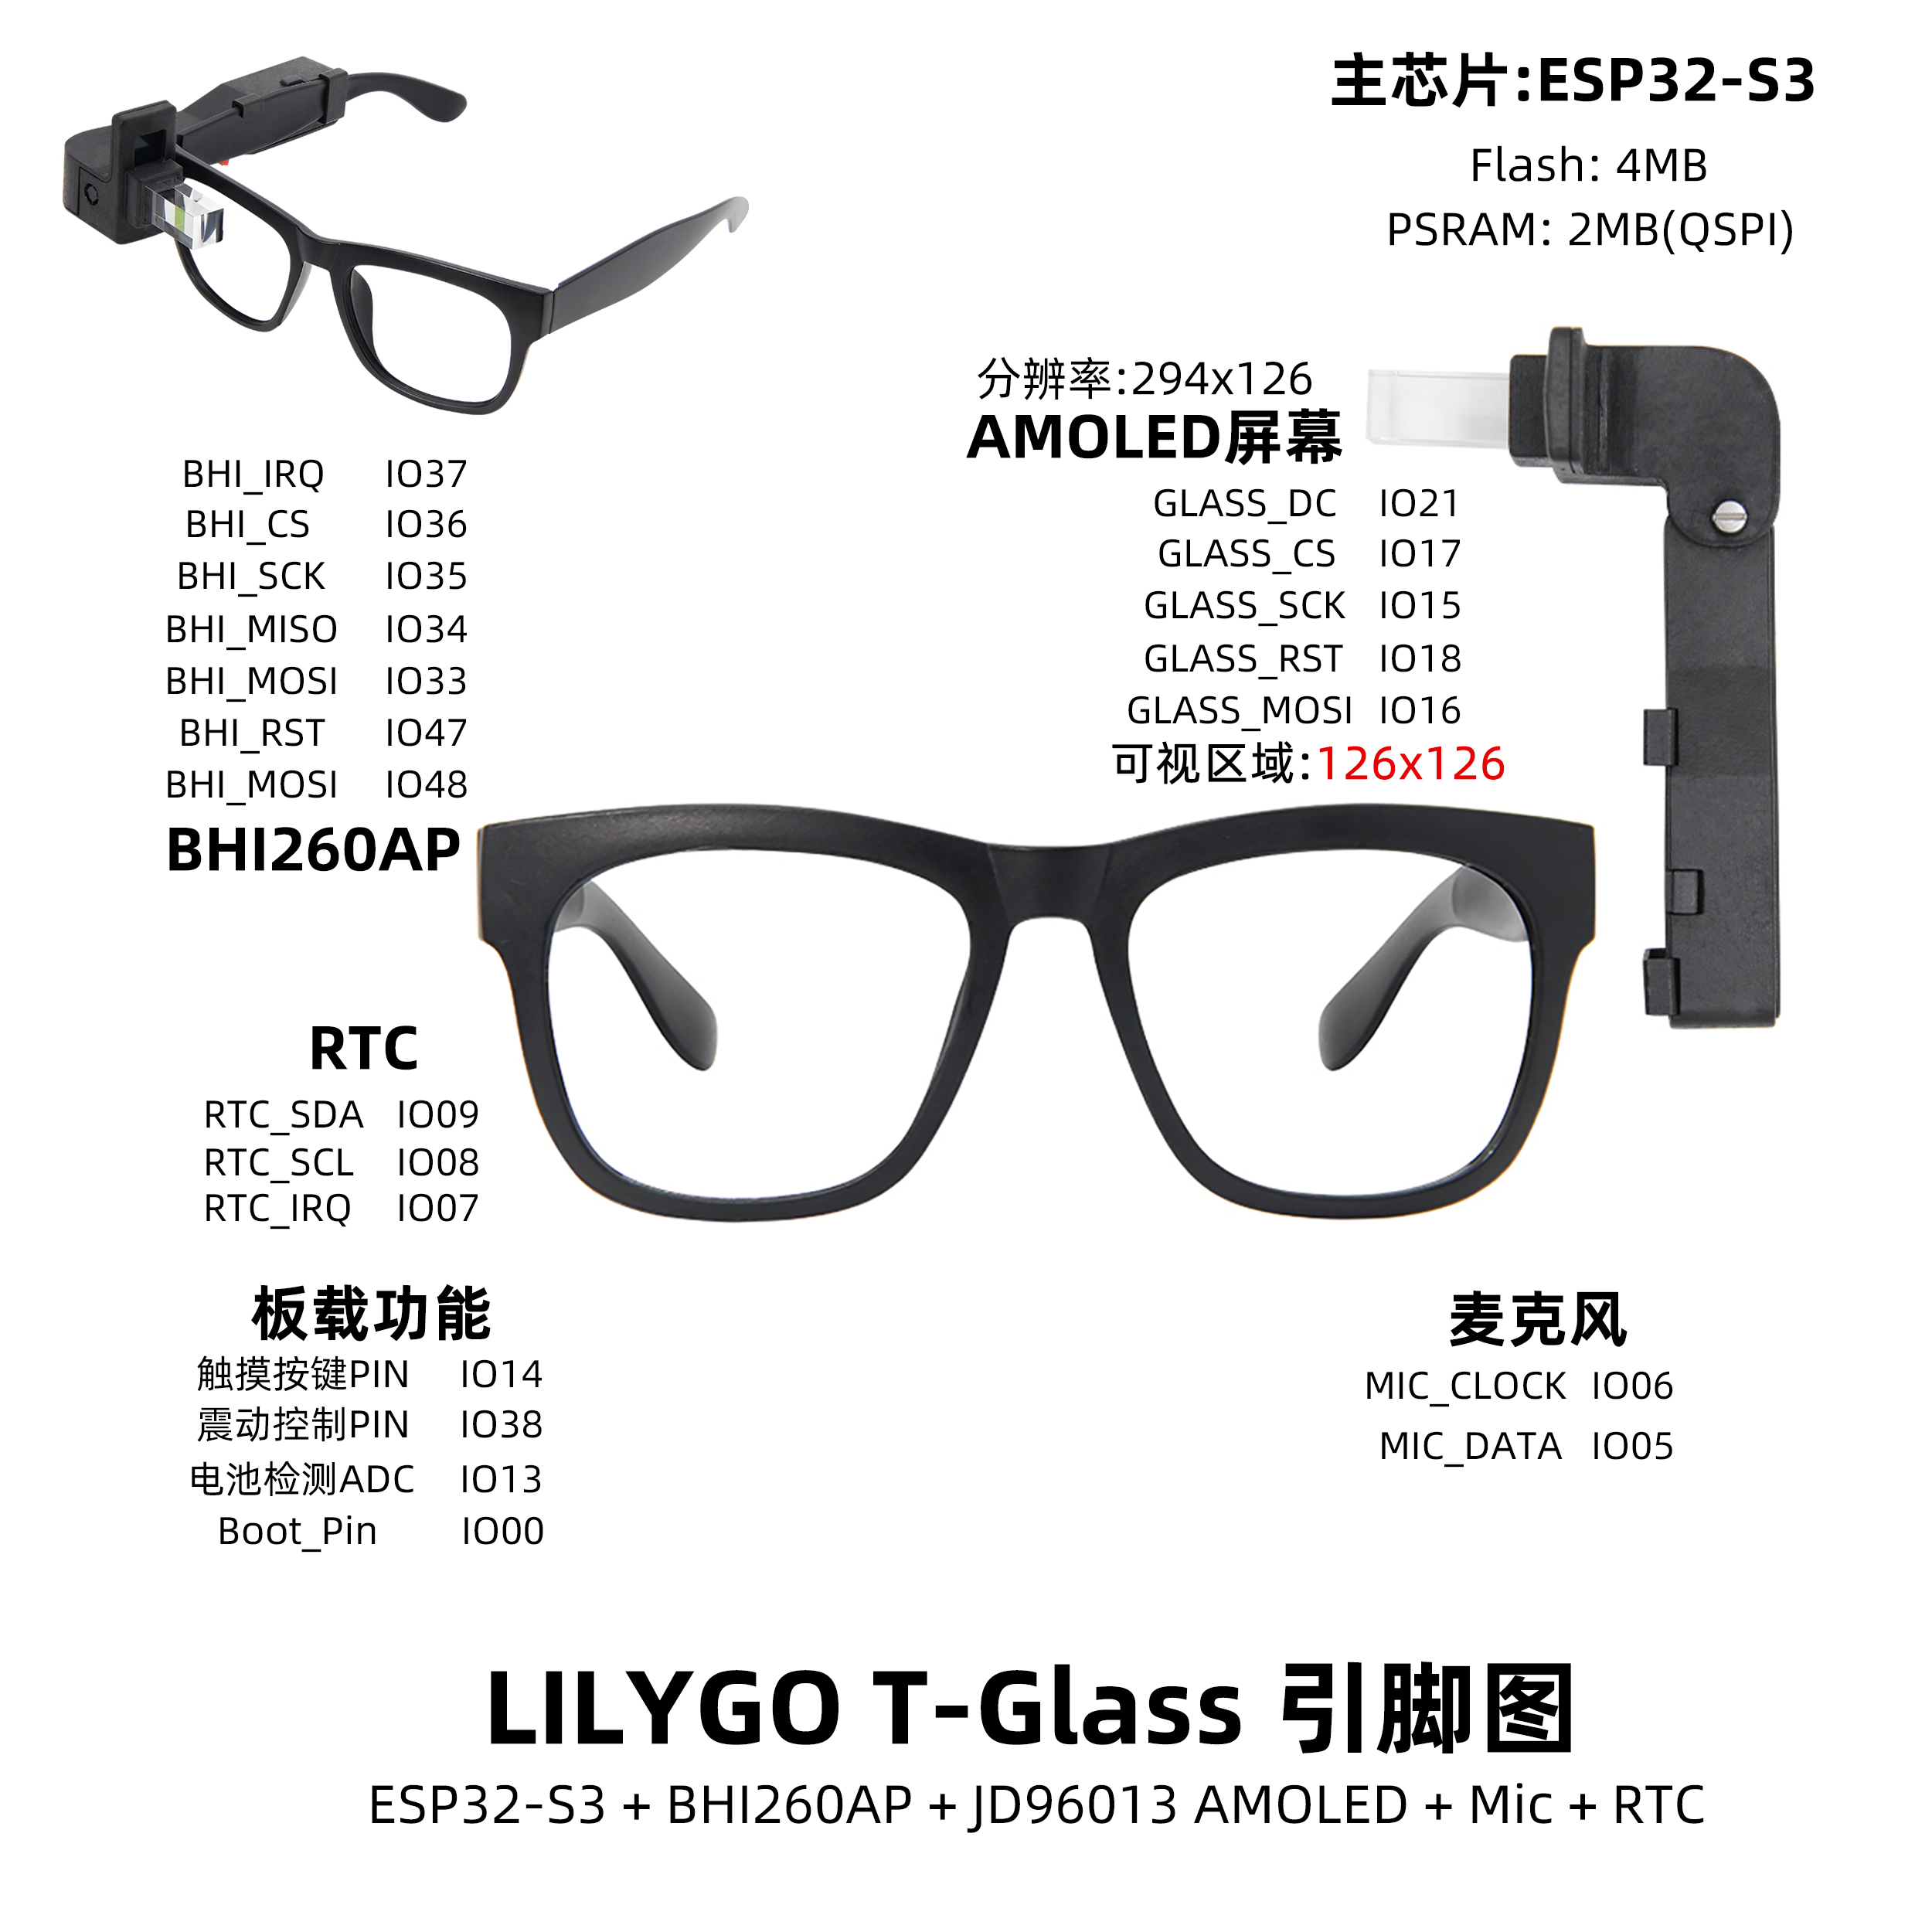 主芯片:ESP32-S3
Flash: 4MB
PSRAM: 2MB(QSPI)
分辨率:294x126
AMOLED屏幕
GLASS_DC IO21
GLASS_CS IO17
GLASS_SCK IO15
GLASS_RST IO18
GLASS_MOSI IO16
可视区域:126x126
BHI_IRQ IO37
BHI_CS IO36
BHI_SCK IO35
BHI_MISO IO34
BHI_MOSI IO33
BHI_RST IO47
BHI_MOSI IO48
BHI260AP
RTC
RTC_SDA IO09
RTC_SCL IO08
RTC_IRQ IO07
板载功能
触摸按键PIN IO14
震动控制PIN IO38
电池检测ADC IO13
Boot_Pin IO00
麦克风
MIC_CLOCK IO06
MIC_DATA IO05
LILYGO T-Glass 引脚图
ESP32-S3 + BHI260AP + JD96013 AMOLED + Mic + RTC